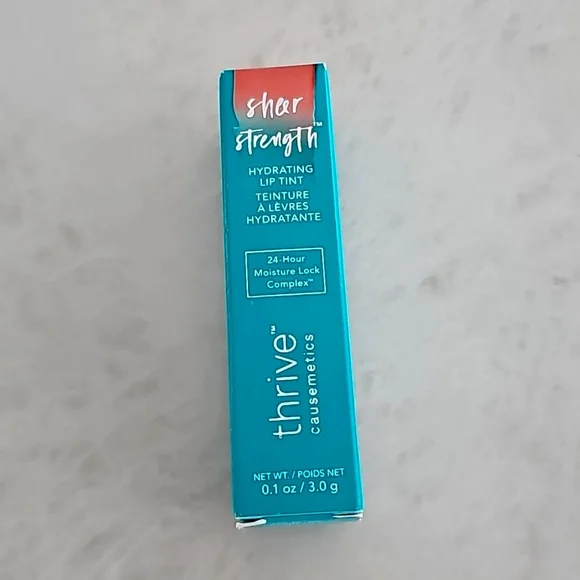 sheer
strength™
HYDRATING
LIP TINT
TEINTURE
À LÈVRES
HYDRATANTE
24-Hour
Moisture Lock
Complex™
thrive™
causemetics
NET WT. / POIDS NET
0.1 oz / 3.0 g